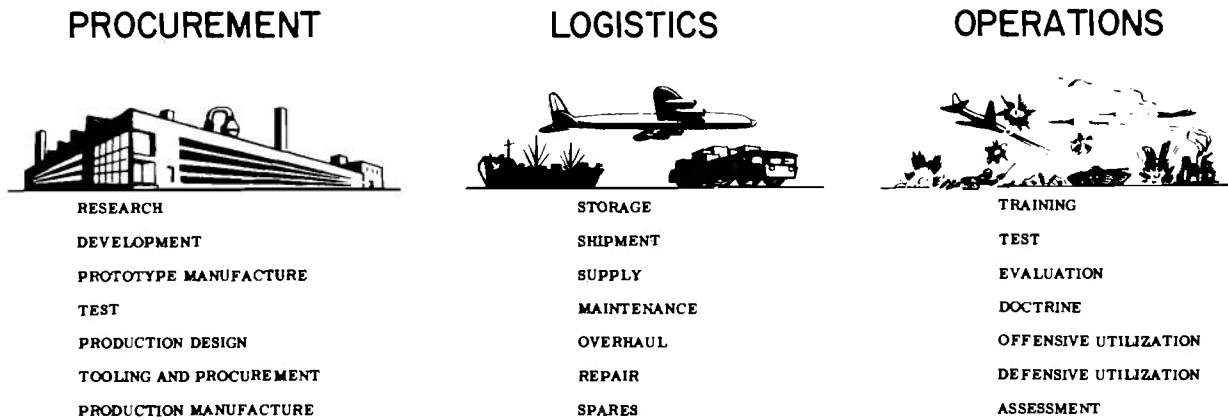 PROCUREMENT
RESEARCH
DEVELOPMENT
PROTOTYPE MANUFACTURE
TEST
PRODUCTION DESIGN
TOOLING AND PROCUREMENT
PRODUCTION MANUFACTURE
LOGISTICS
STORAGE
SHIPMENT
SUPPLY
MAINTENANCE
OVERHAUL
REPAIR
SPARES
OPERATIONS
TRAINING
TEST
EVALUATION
DOCTRINE
OFFENSIVE UTILIZATION
DEFENSIVE UTILIZATION
ASSESSMENT